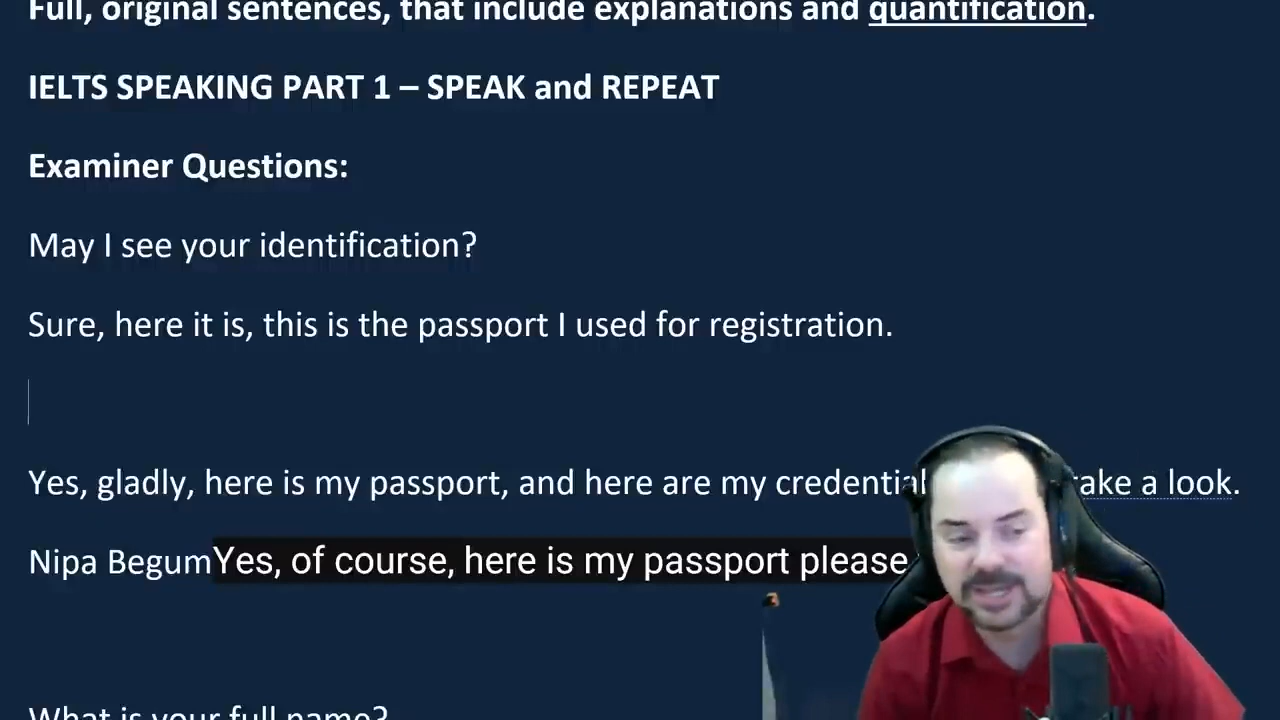 Full, original sentences, that include explanations and quantification.
IELTS SPEAKING PART 1 – SPEAK and REPEAT
Examiner Questions:
May I see your identification?
Sure, here it is, this is the passport I used for registration.
Yes, gladly, here is my passport, and here are my credential take a look.
Nipa BegumYes, of course, here is my passport please
What is your full name?